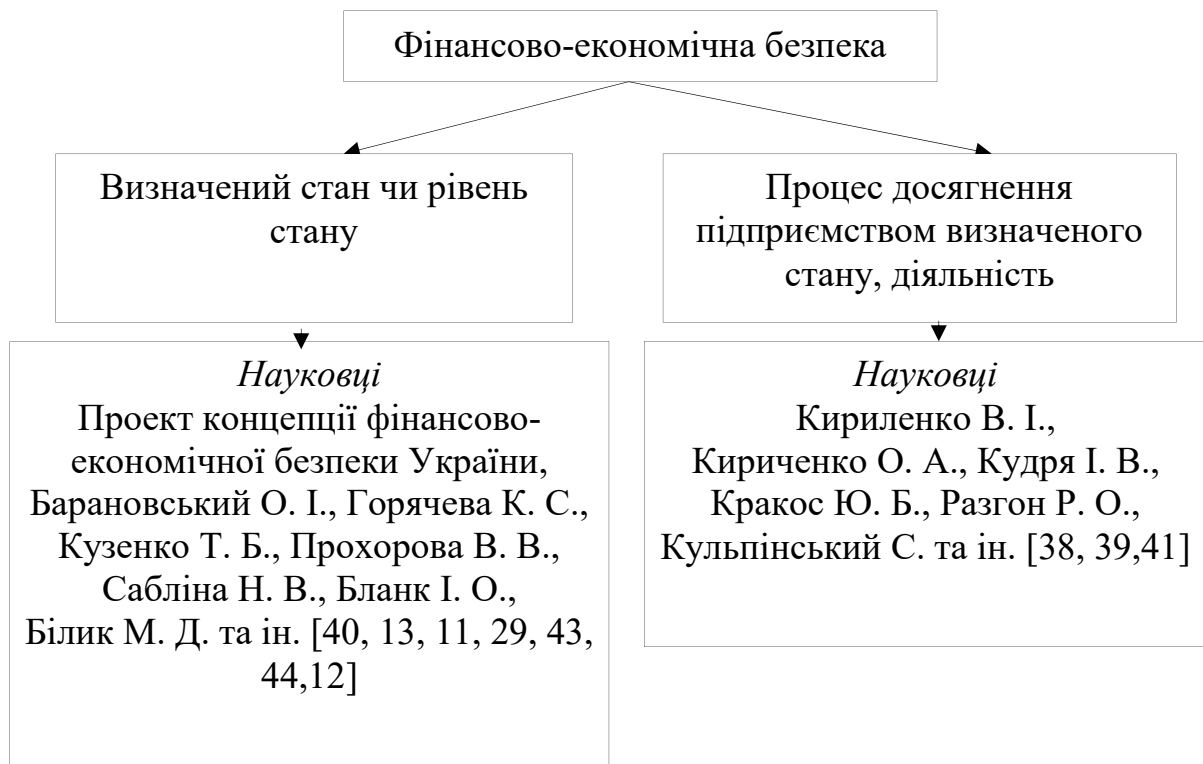 Фінансово-економічна безпека
Визначений стан чи рівень
стану
Процес досягнення
підприємством визначеного
стану, діяльність
Науковці
Проект концепції фінансово-
економічної безпеки України,
Барановський О. І., Горячева К. С.,
Кузенко Т. Б., Прохорова В. В.,
Сабліна Н. В., Бланк І. О.,
Білик М. Д. та ін. [40, 13, 11, 29, 43,
44,12]
Науковці
Кириленко В. І.,
Кириченко О. А., Кудря І. В.,
Кракос Ю. Б., Разгон Р. О.,
Кульпінський С. та ін. [38, 39,41]